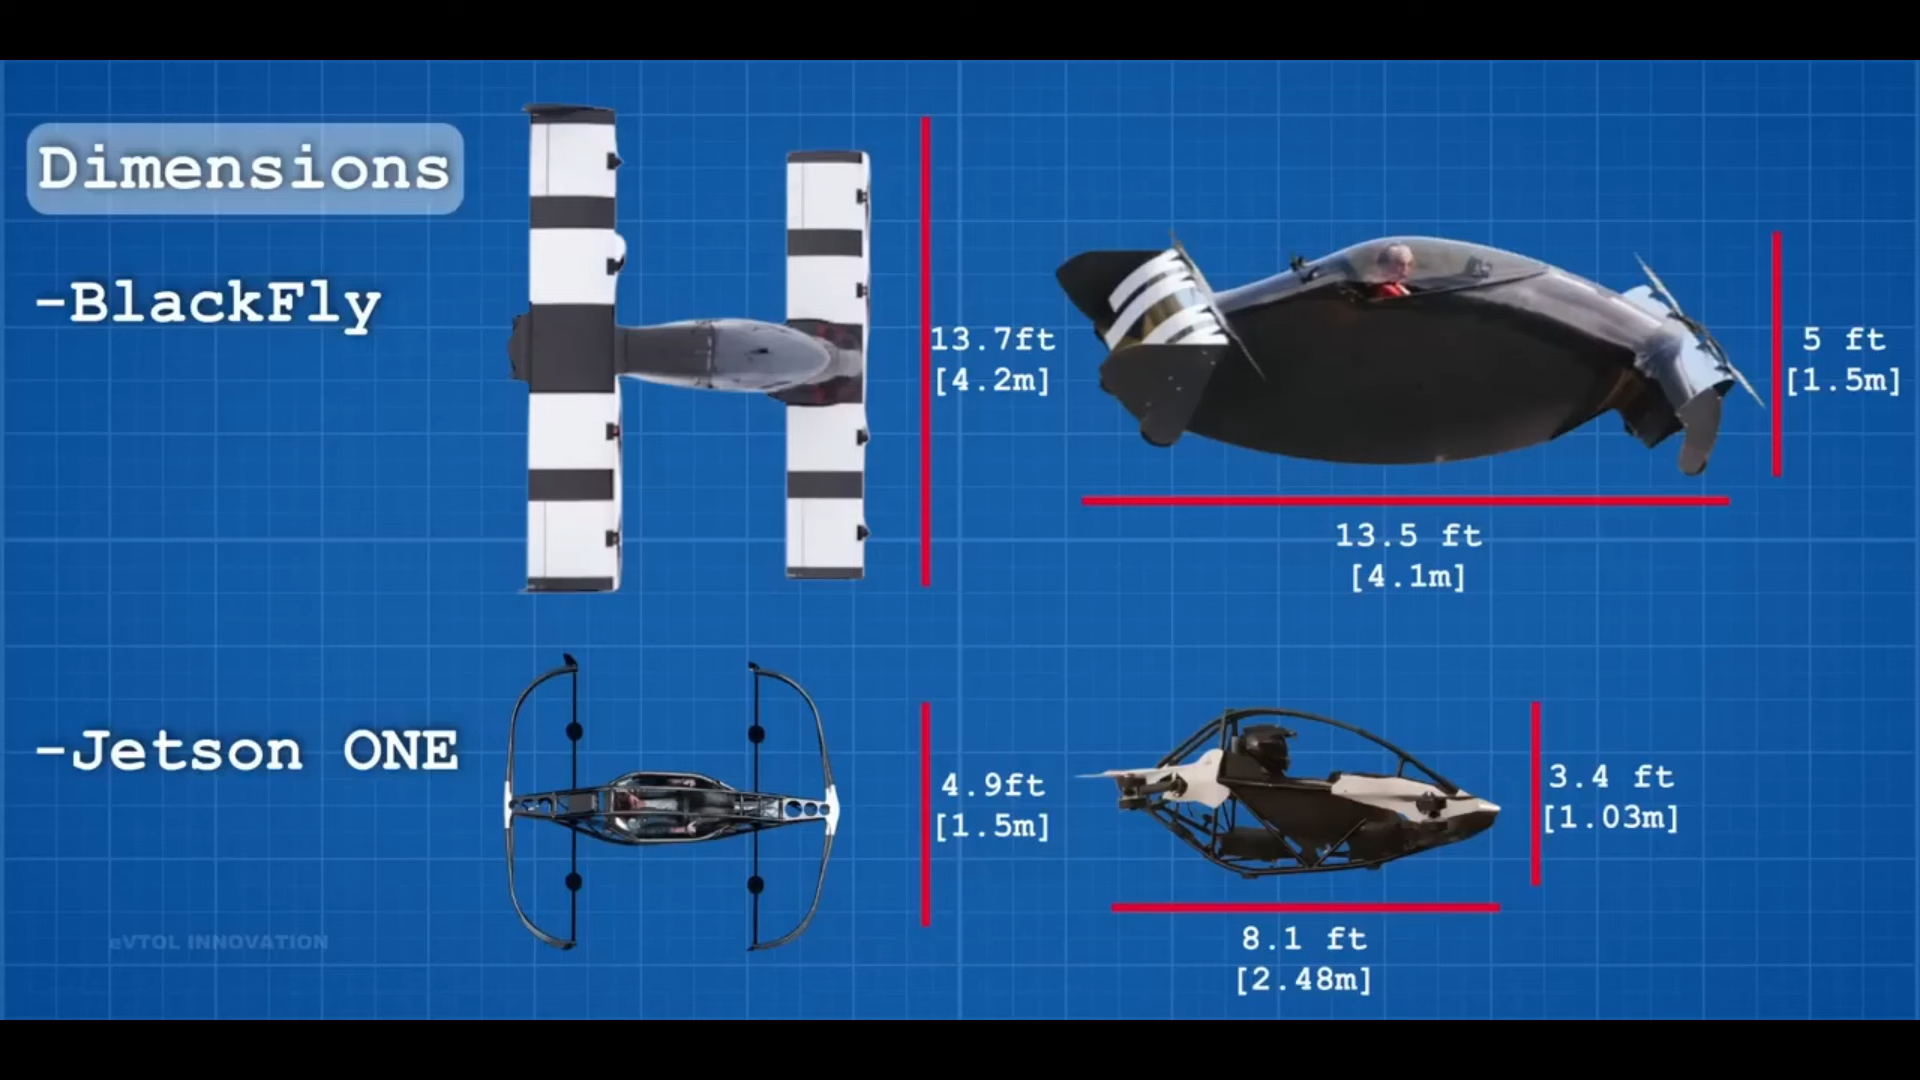 Dimensions
-BlackFly
13.7ft
[4.2m]
5 ft
[1.5m]
13.5 ft
[4.1m]
-Jetson ONE
4.9ft
[1.5m]
3.4 ft
[1.03m]
8.1 ft
[2.48m]
eVTOL INNOVATION